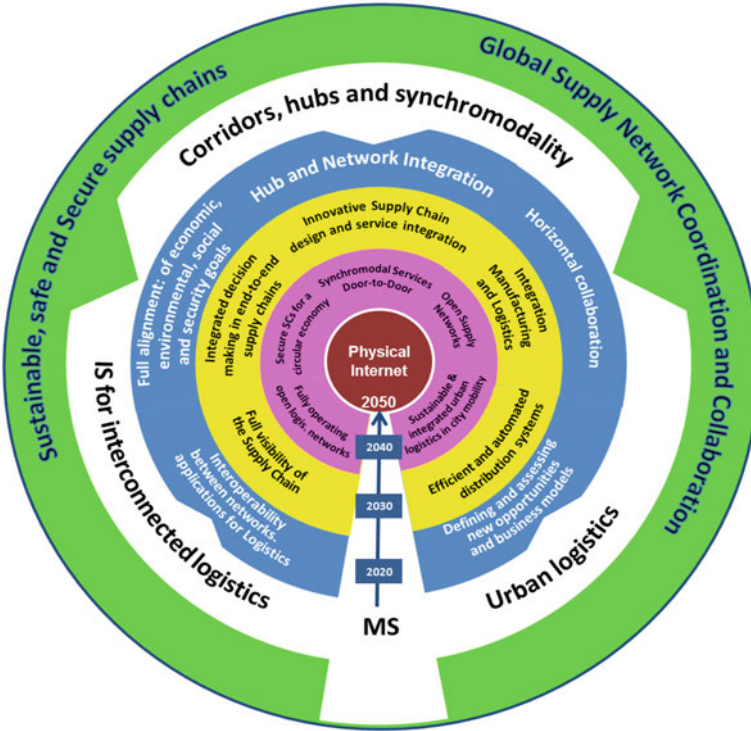 Sustainable, safe and Secure supply chains
Global Supply Network Coordination and Collaboration
Corridors, hubs and synchromodality
IS for interconnected logistics
Urban logistics
Hub and Network Integration
Full alignment: of economic,
environmental, social
and security goals
Horizontal collaboration
Interoperability
between networks.
applications for Logistics
Defining and assessing
new opportunities
and business models
Innovative Supply Chain
design and service integration
Integrated decision
making in end-to-end
supply chains
Integration
Manufacturing
and Logistics
Full visibility of
the Supply Chain
Efficient and automated
distribution systems
Synchromodal Services
Door-to-Door
Secure SCs for a
circular economy
Open Supply
Networks
Fully operating
open logis. networks
Sustainable &
integrated urban
logistics in city mobility
Physical
Internet
2050
2040
2030
2020
MS